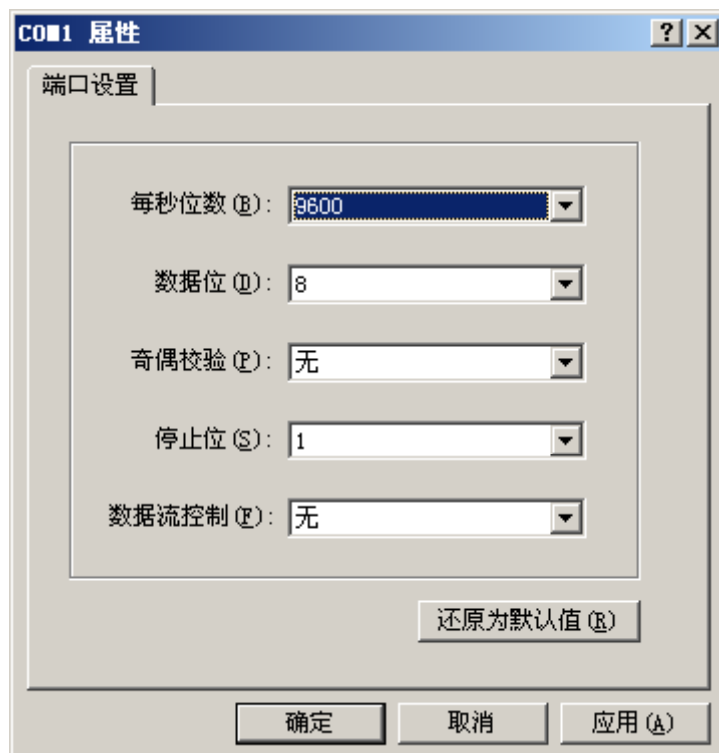 COM1 属性
端口设置
每秒位数(B): 9600
数据位(D): 8
奇偶校验(P): 无
停止位(S): 1
数据流控制(F): 无
还原为默认值(R)
确定 取消 应用(A)